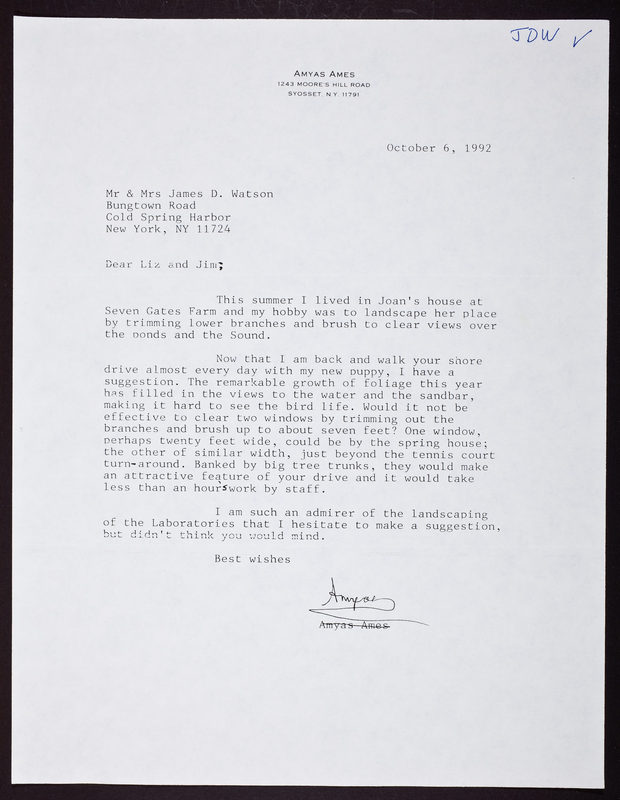 JDW ✓
AMYAS AMES
1243 MOORE'S HILL ROAD
SYOSSET, N.Y. 11791
October 6, 1992
Mr & Mrs James D. Watson
Bungtown Road
Cold Spring Harbor
New York, NY 11724
Dear Liz and Jim;
This summer I lived in Joan's house at
Seven Gates Farm and my hobby was to landscape her place
by trimming lower branches and brush to clear views over
the ponds and the Sound.
Now that I am back and walk your shore
drive almost every day with my new puppy, I have a
suggestion. The remarkable growth of foliage this year
has filled in the views to the water and the sandbar,
making it hard to see the bird life. Would it not be
effective to clear two windows by trimming out the
branches and brush up to about seven feet? One window,
perhaps twenty feet wide, could be by the spring house;
the other of similar width, just beyond the tennis court
turn-around. Banked by big tree trunks, they would make
an attractive feature of your drive and it would take
less than an hour's work by staff.
I am such an admirer of the landscaping
of the Laboratories that I hesitate to make a suggestion,
but didn't think you would mind.
Best wishes
Amyas
Amyas Ames